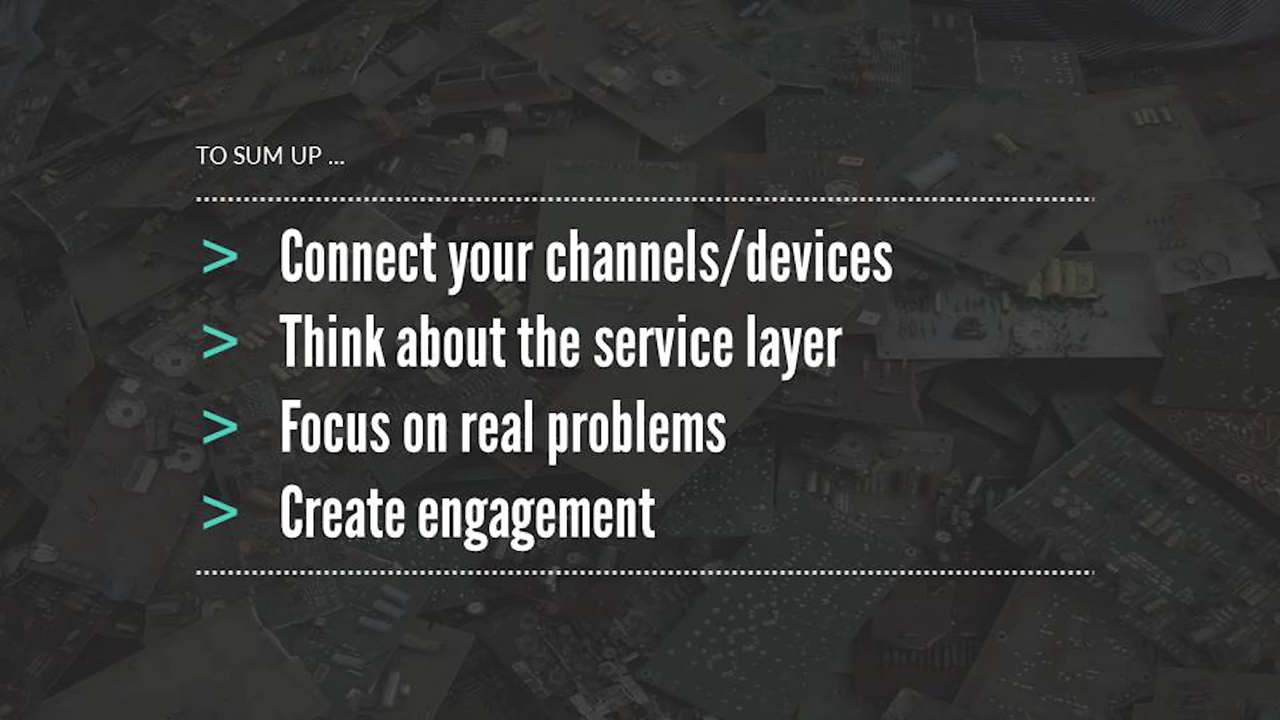 TO SUM UP ...
> Connect your channels/devices
> Think about the service layer
> Focus on real problems
> Create engagement